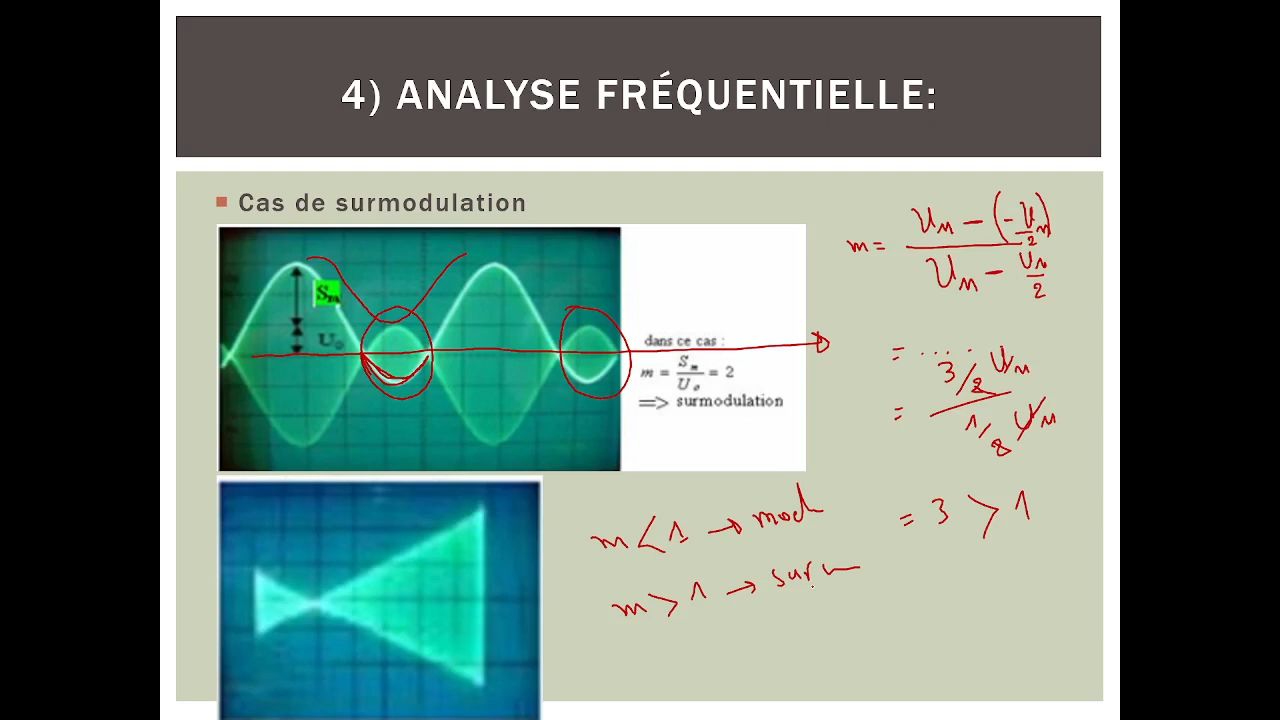 4) ANALYSE FRÉQUENTIELLE:
Cas de surmodulation
Sm
U₀
dans ce cas :
m = Sm / U₀ = 2
=> surmodulation
m = (UM - (-UM/2)) / (UM - UM/2)
= ....
= (3/2 UM) / (1/2 UM)
= 3 > 1
m < 1 → mod
m > 1 → sur